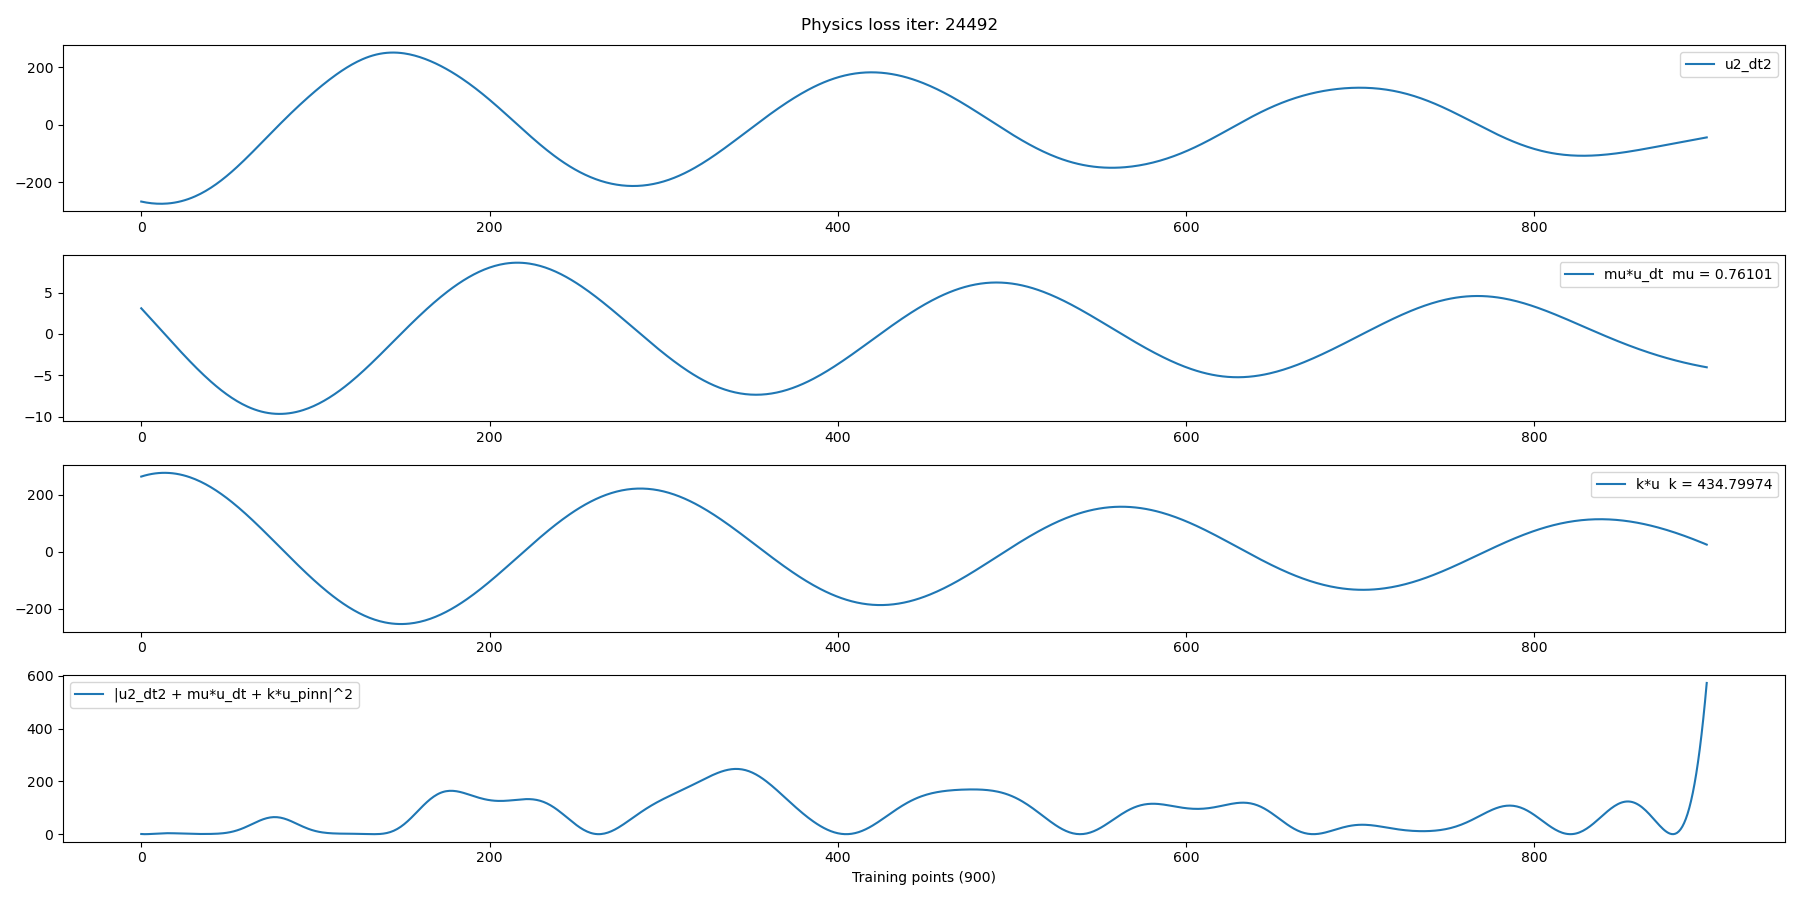 Physics loss iter: 24492
200
0
−200
u2_dt2
0 200 400 600 800
5
0
−5
−10
mu*u_dt mu = 0.76101
0 200 400 600 800
200
0
−200
k*u k = 434.79974
0 200 400 600 800
600
400
200
0
|u2_dt2 + mu*u_dt + k*u_pinn|^2
0 200 400 600 800
Training points (900)